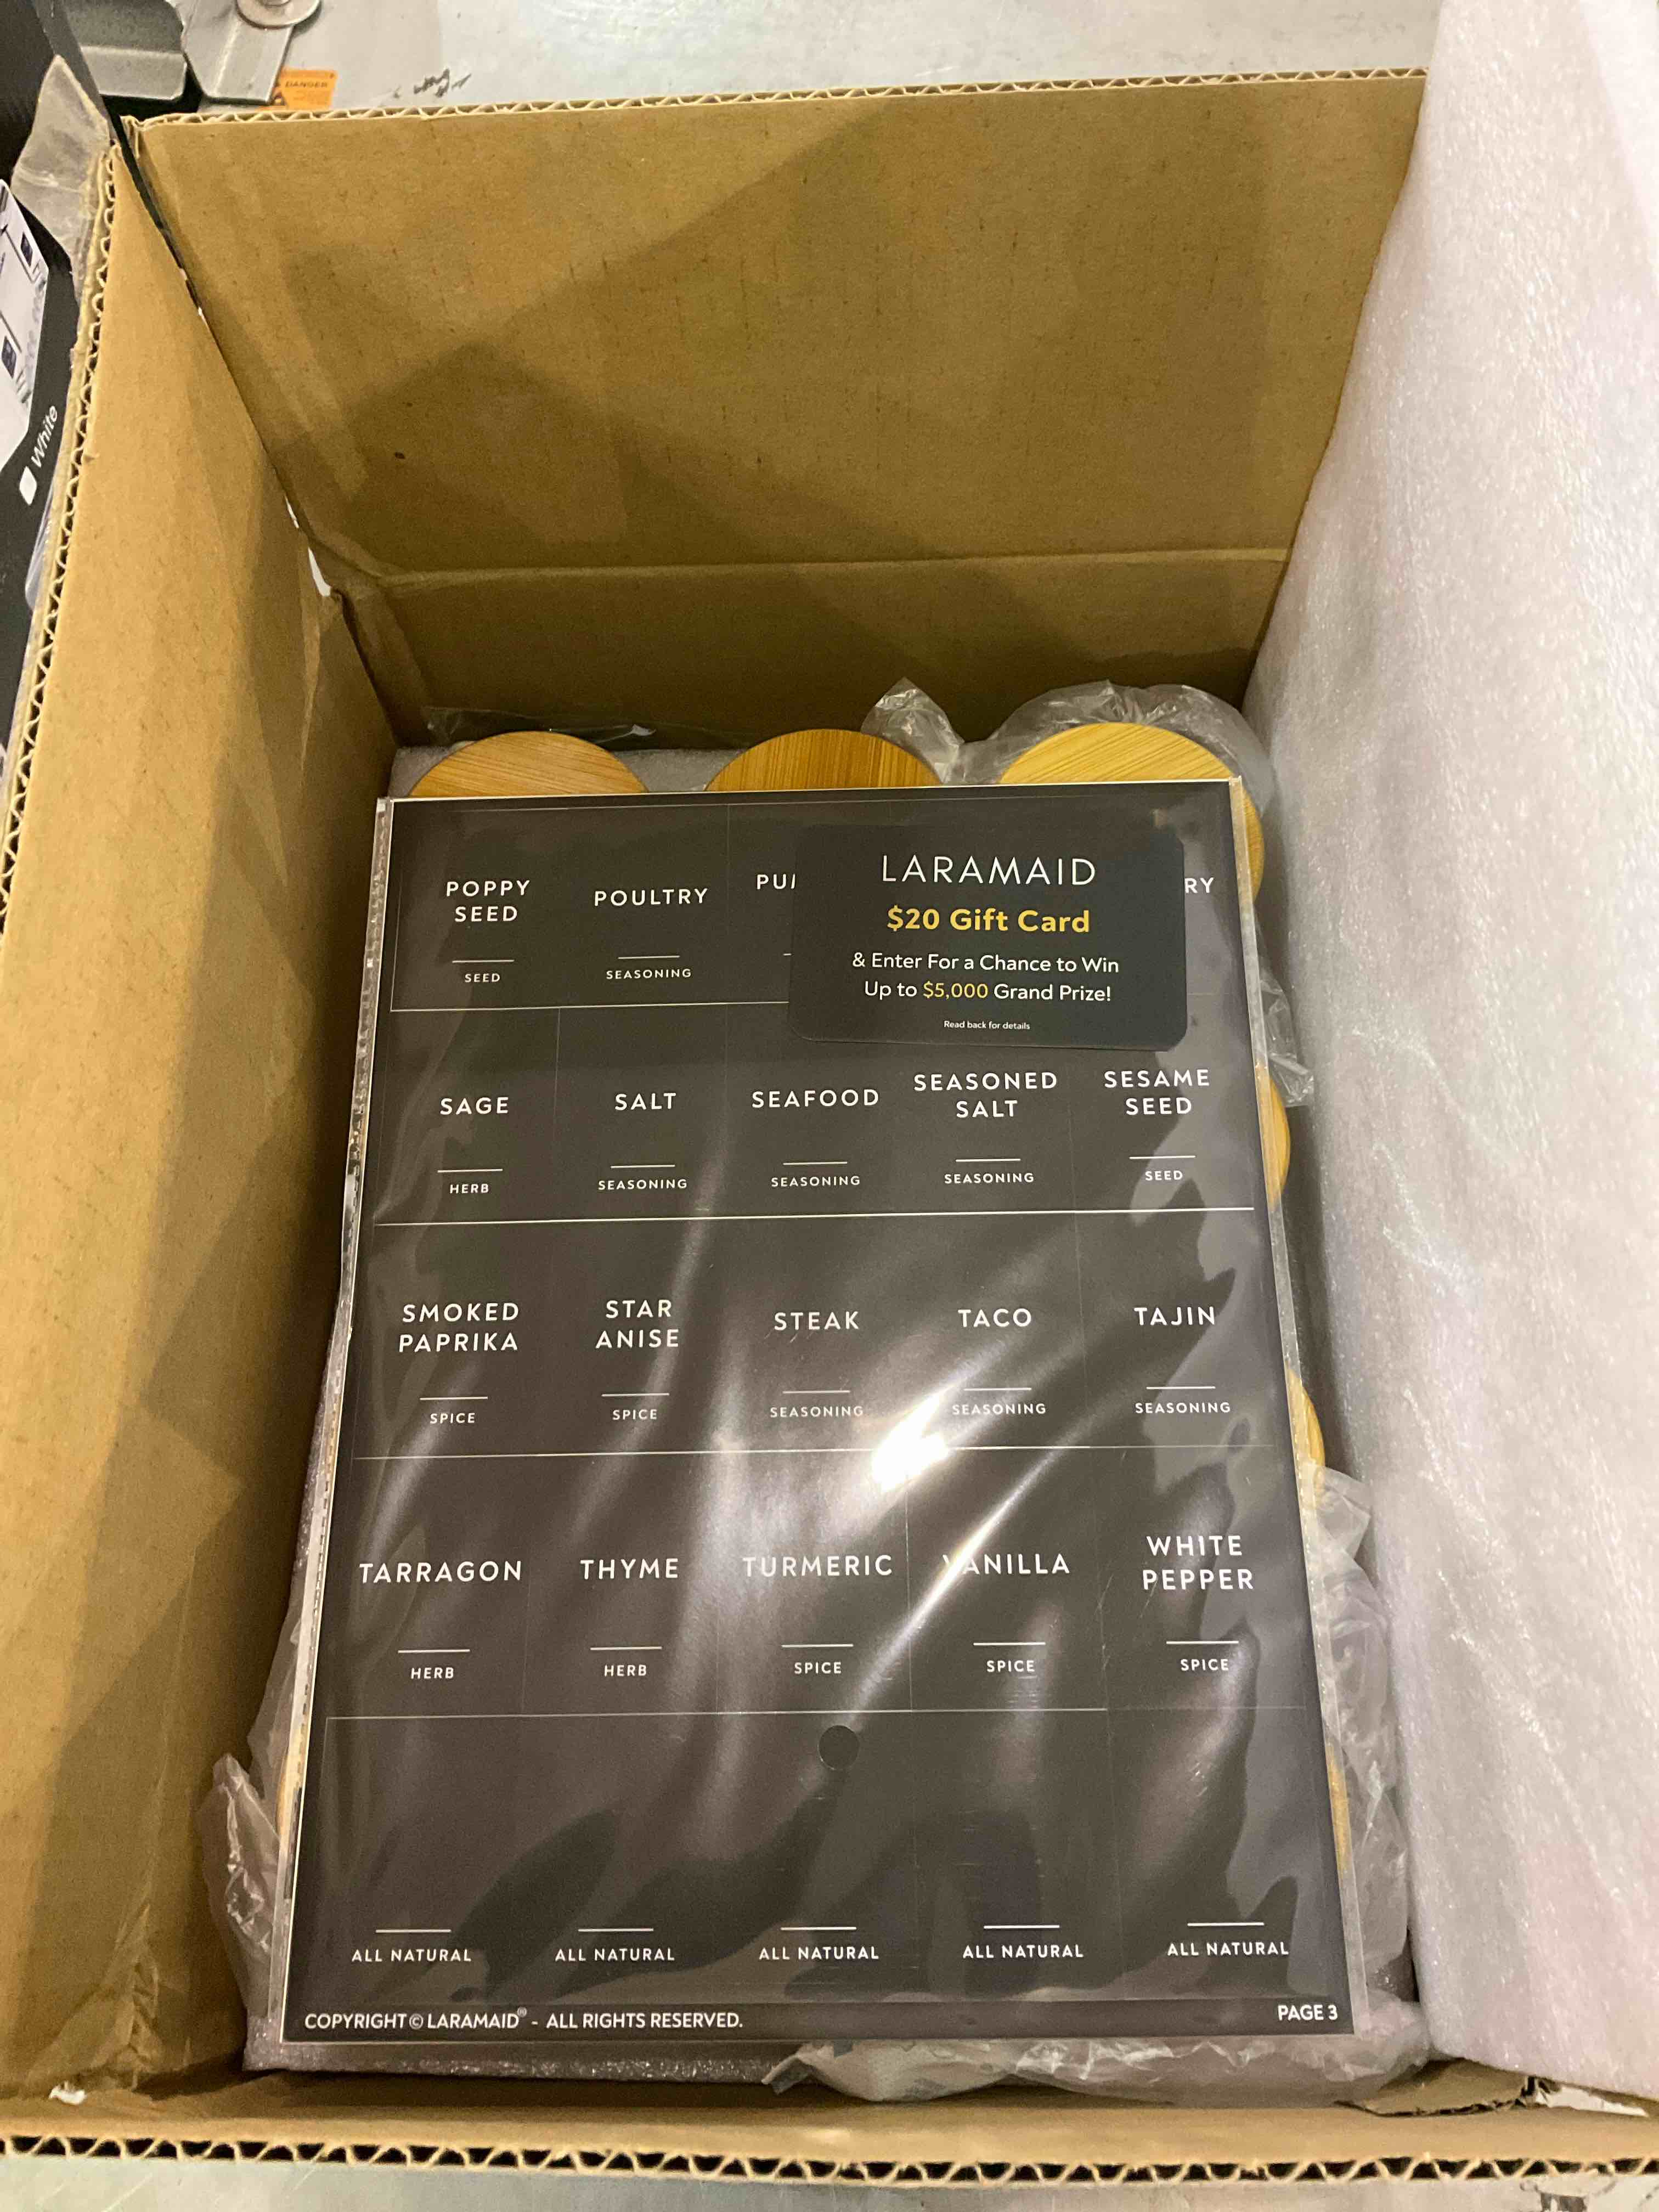 DANGER
White
LARAMAID
$20 Gift Card
& Enter For a Chance to Win
Up to $5,000 Grand Prize!
Read back for details
POPPY
SEED
SEED
POULTRY
SEASONING
SAGE
HERB
SALT
SEASONING
SEAFOOD
SEASONING
SEASONED
SALT
SEASONING
SESAME
SEED
SEED
SMOKED
PAPRIKA
SPICE
STAR
ANISE
SPICE
STEAK
SEASONING
TACO
SEASONING
TAJIN
SEASONING
TARRAGON
HERB
THYME
HERB
TURMERIC
SPICE
VANILLA
SPICE
WHITE
PEPPER
SPICE
ALL NATURAL
ALL NATURAL
ALL NATURAL
ALL NATURAL
ALL NATURAL
COPYRIGHT © LARAMAID® - ALL RIGHTS RESERVED.
PAGE 3